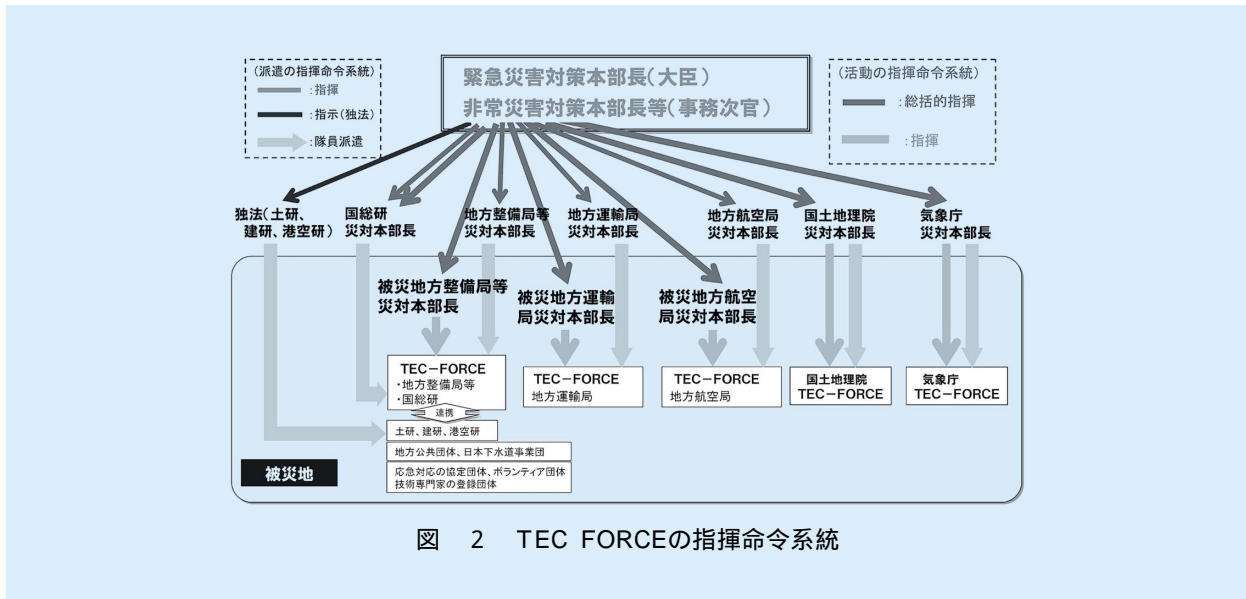 緊急災害対策本部長(大臣)
非常災害対策本部長等(事務次官)
(派遣の指揮命令系統)
:指揮
:指示(独法)
:隊員派遣
(活動の指揮命令系統)
:総括的指揮
:指揮
独法(土研、
建研、港空研)
国総研
災対本部長
地方整備局等
災対本部長
地方運輸局
災対本部長
地方航空局
災対本部長
国土地理院
災対本部長
気象庁
災対本部長
被災地方整備局等
災対本部長
被災地方運輸
局災対本部長
被災地方航空
局災対本部長
TEC−FORCE
・地方整備局等
・国総研
連携
土研、建研、港空研
地方公共団体、日本下水道事業団
応急対応の協定団体、ボランティア団体
技術専門家の登録団体
TEC−FORCE
地方運輸局
TEC−FORCE
地方航空局
国土地理院
TEC−FORCE
気象庁
TEC−FORCE
被災地
図 2 TEC FORCEの指揮命令系統